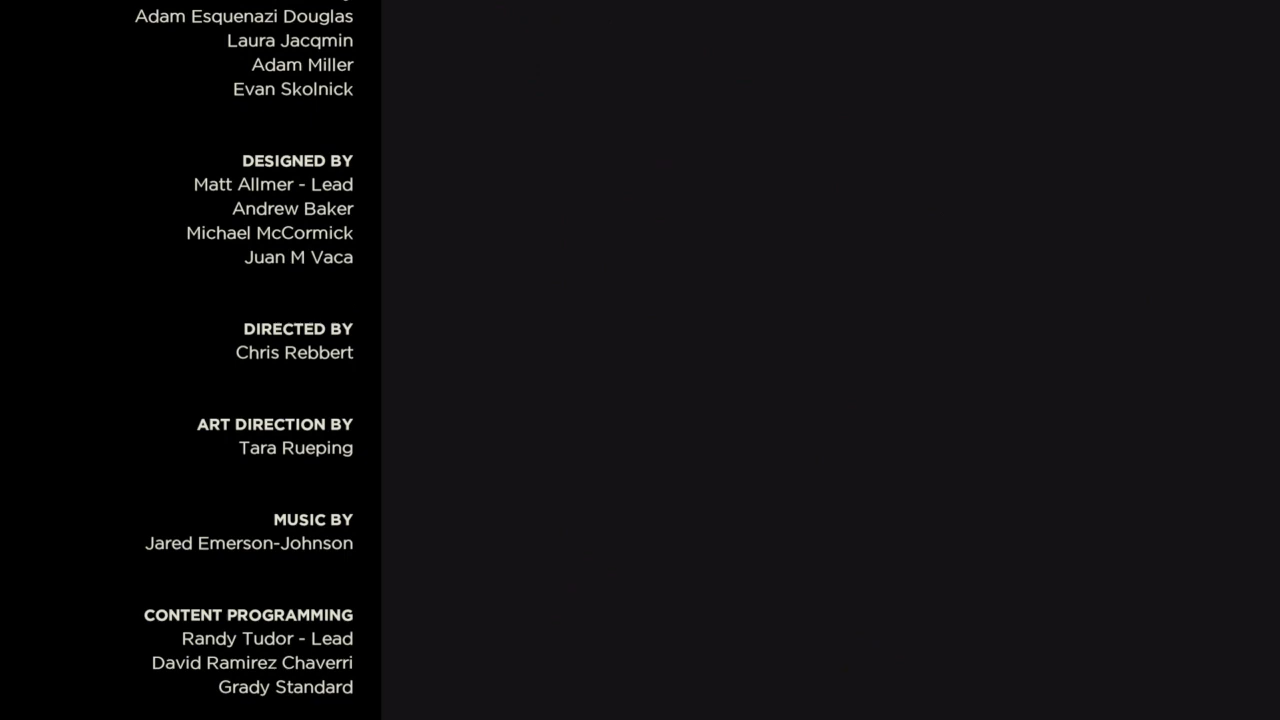 Adam Esquenazi Douglas
Laura Jacqmin
Adam Miller
Evan Skolnick
DESIGNED BY
Matt Allmer - Lead
Andrew Baker
Michael McCormick
Juan M Vaca
DIRECTED BY
Chris Rebbert
ART DIRECTION BY
Tara Rueping
MUSIC BY
Jared Emerson-Johnson
CONTENT PROGRAMMING
Randy Tudor - Lead
David Ramirez Chaverri
Grady Standard